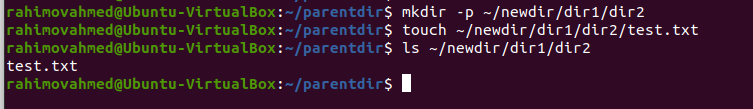 rahimovahmed@Ubuntu-VirtualBox:~/parentdir$ mkdir -p ~/newdir/dir1/dir2
rahimovahmed@Ubuntu-VirtualBox:~/parentdir$ touch ~/newdir/dir1/dir2/test.txt
rahimovahmed@Ubuntu-VirtualBox:~/parentdir$ ls ~/newdir/dir1/dir2
test.txt
rahimovahmed@Ubuntu-VirtualBox:~/parentdir$